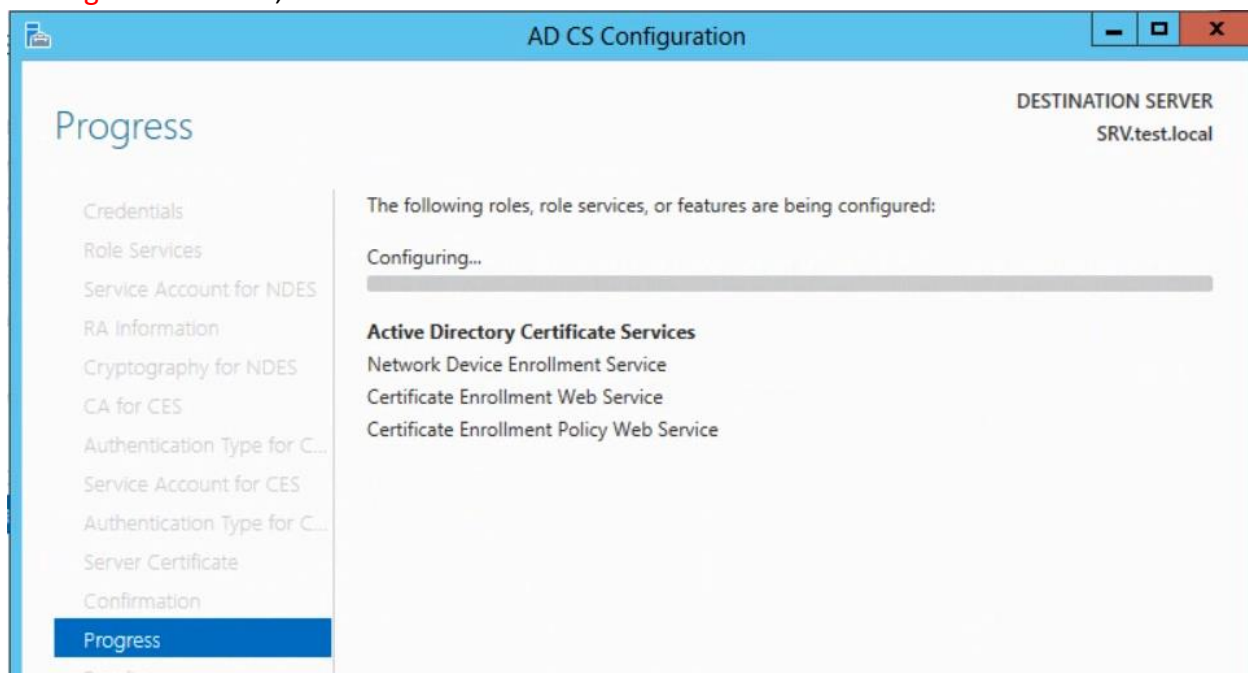 AD CS Configuration
Progress
DESTINATION SERVER
SRV.test.local
Credentials
Role Services
Service Account for NDES
RA Information
Cryptography for NDES
CA for CES
Authentication Type for C...
Service Account for CES
Authentication Type for C...
Server Certificate
Confirmation
Progress
The following roles, role services, or features are being configured:
Configuring...
Active Directory Certificate Services
Network Device Enrollment Service
Certificate Enrollment Web Service
Certificate Enrollment Policy Web Service